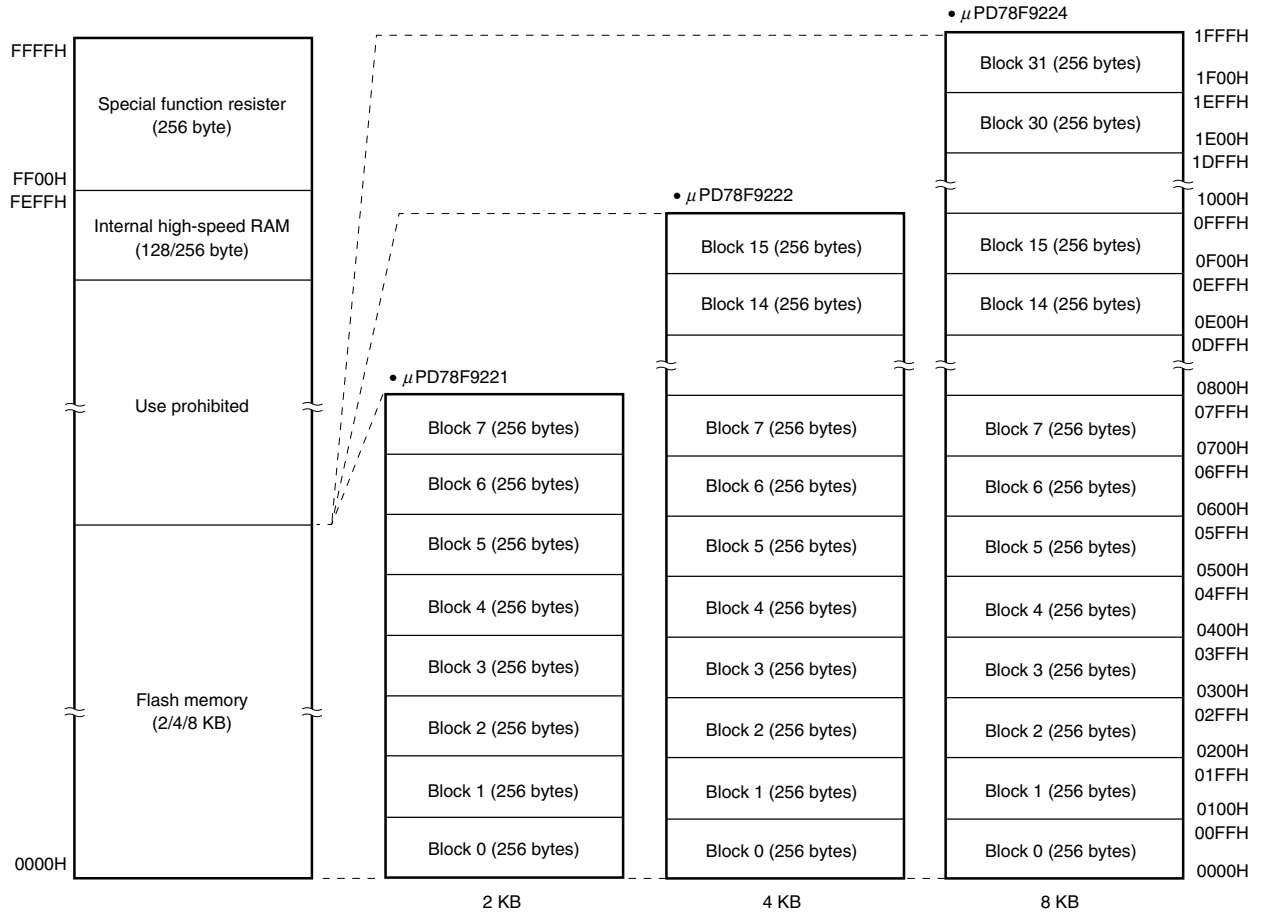 FFFFH
Special function resister
(256 byte)
FF00H
FEFFH
Internal high-speed RAM
(128/256 byte)
Use prohibited
Flash memory
(2/4/8 KB)
0000H
• μPD78F9221
Block 7 (256 bytes)
Block 6 (256 bytes)
Block 5 (256 bytes)
Block 4 (256 bytes)
Block 3 (256 bytes)
Block 2 (256 bytes)
Block 1 (256 bytes)
Block 0 (256 bytes)
2 KB
• μPD78F9222
Block 15 (256 bytes)
Block 14 (256 bytes)
Block 7 (256 bytes)
Block 6 (256 bytes)
Block 5 (256 bytes)
Block 4 (256 bytes)
Block 3 (256 bytes)
Block 2 (256 bytes)
Block 1 (256 bytes)
Block 0 (256 bytes)
4 KB
• μPD78F9224
Block 31 (256 bytes)
Block 30 (256 bytes)
Block 15 (256 bytes)
Block 14 (256 bytes)
Block 7 (256 bytes)
Block 6 (256 bytes)
Block 5 (256 bytes)
Block 4 (256 bytes)
Block 3 (256 bytes)
Block 2 (256 bytes)
Block 1 (256 bytes)
Block 0 (256 bytes)
8 KB
1FFFH
1F00H
1EFFH
1E00H
1DFFH
1000H
0FFFH
0F00H
0EFFH
0E00H
0DFFH
0800H
07FFH
0700H
06FFH
0600H
05FFH
0500H
04FFH
0400H
03FFH
0300H
02FFH
0200H
01FFH
0100H
00FFH
0000H